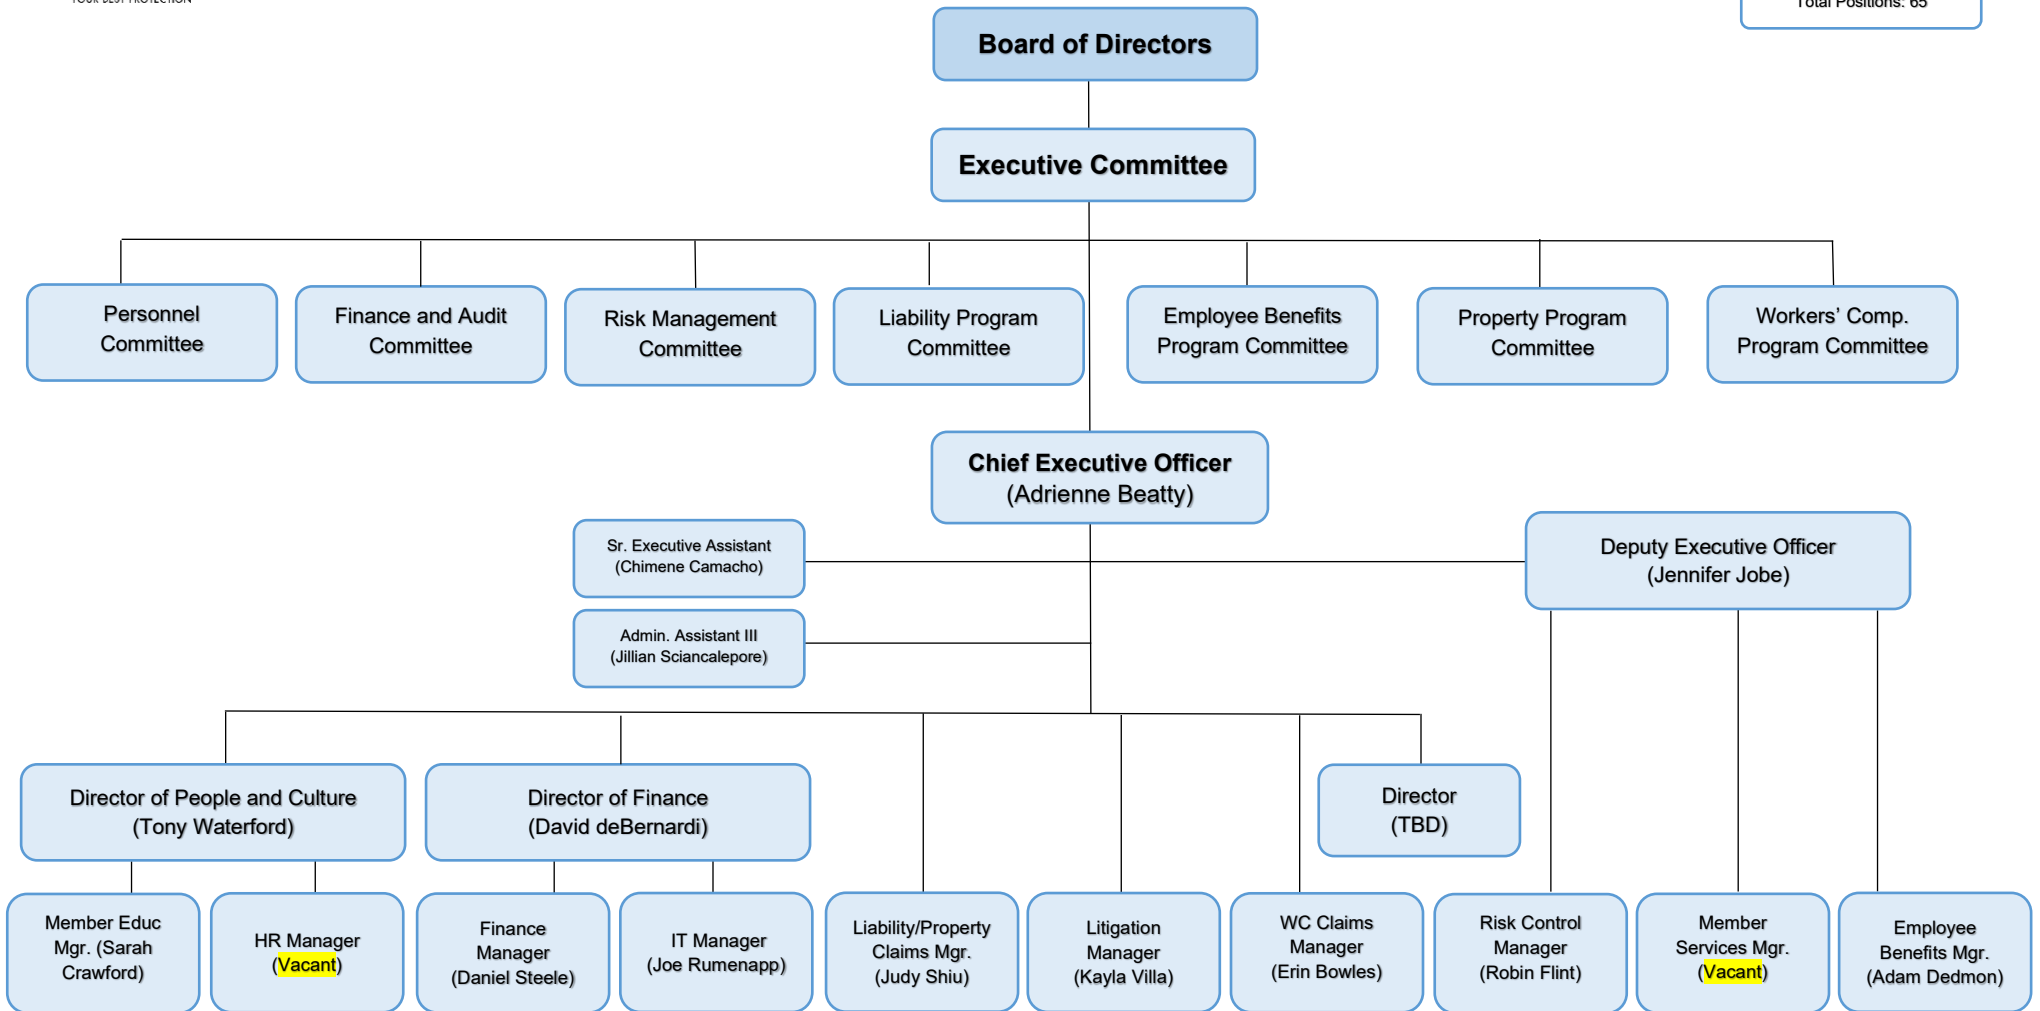 YOUR BEST PROTECTION
Total Positions: 65
Board of Directors
Executive Committee
Personnel
Committee
Finance and Audit
Committee
Risk Management
Committee
Liability Program
Committee
Employee Benefits
Program Committee
Property Program
Committee
Workers’ Comp.
Program Committee
Chief Executive Officer
(Adrienne Beatty)
Sr. Executive Assistant
(Chimene Camacho)
Deputy Executive Officer
(Jennifer Jobe)
Admin. Assistant III
(Jillian Sciancalepore)
Director of People and Culture
(Tony Waterford)
Director of Finance
(David deBernardi)
Director
(TBD)
Member Educ
Mgr. (Sarah
Crawford)
HR Manager
(Vacant)
Finance
Manager
(Daniel Steele)
IT Manager
(Joe Rumenapp)
Liability/Property
Claims Mgr.
(Judy Shiu)
Litigation
Manager
(Kayla Villa)
WC Claims
Manager
(Erin Bowles)
Risk Control
Manager
(Robin Flint)
Member
Services Mgr.
(Vacant)
Employee
Benefits Mgr.
(Adam Dedmon)